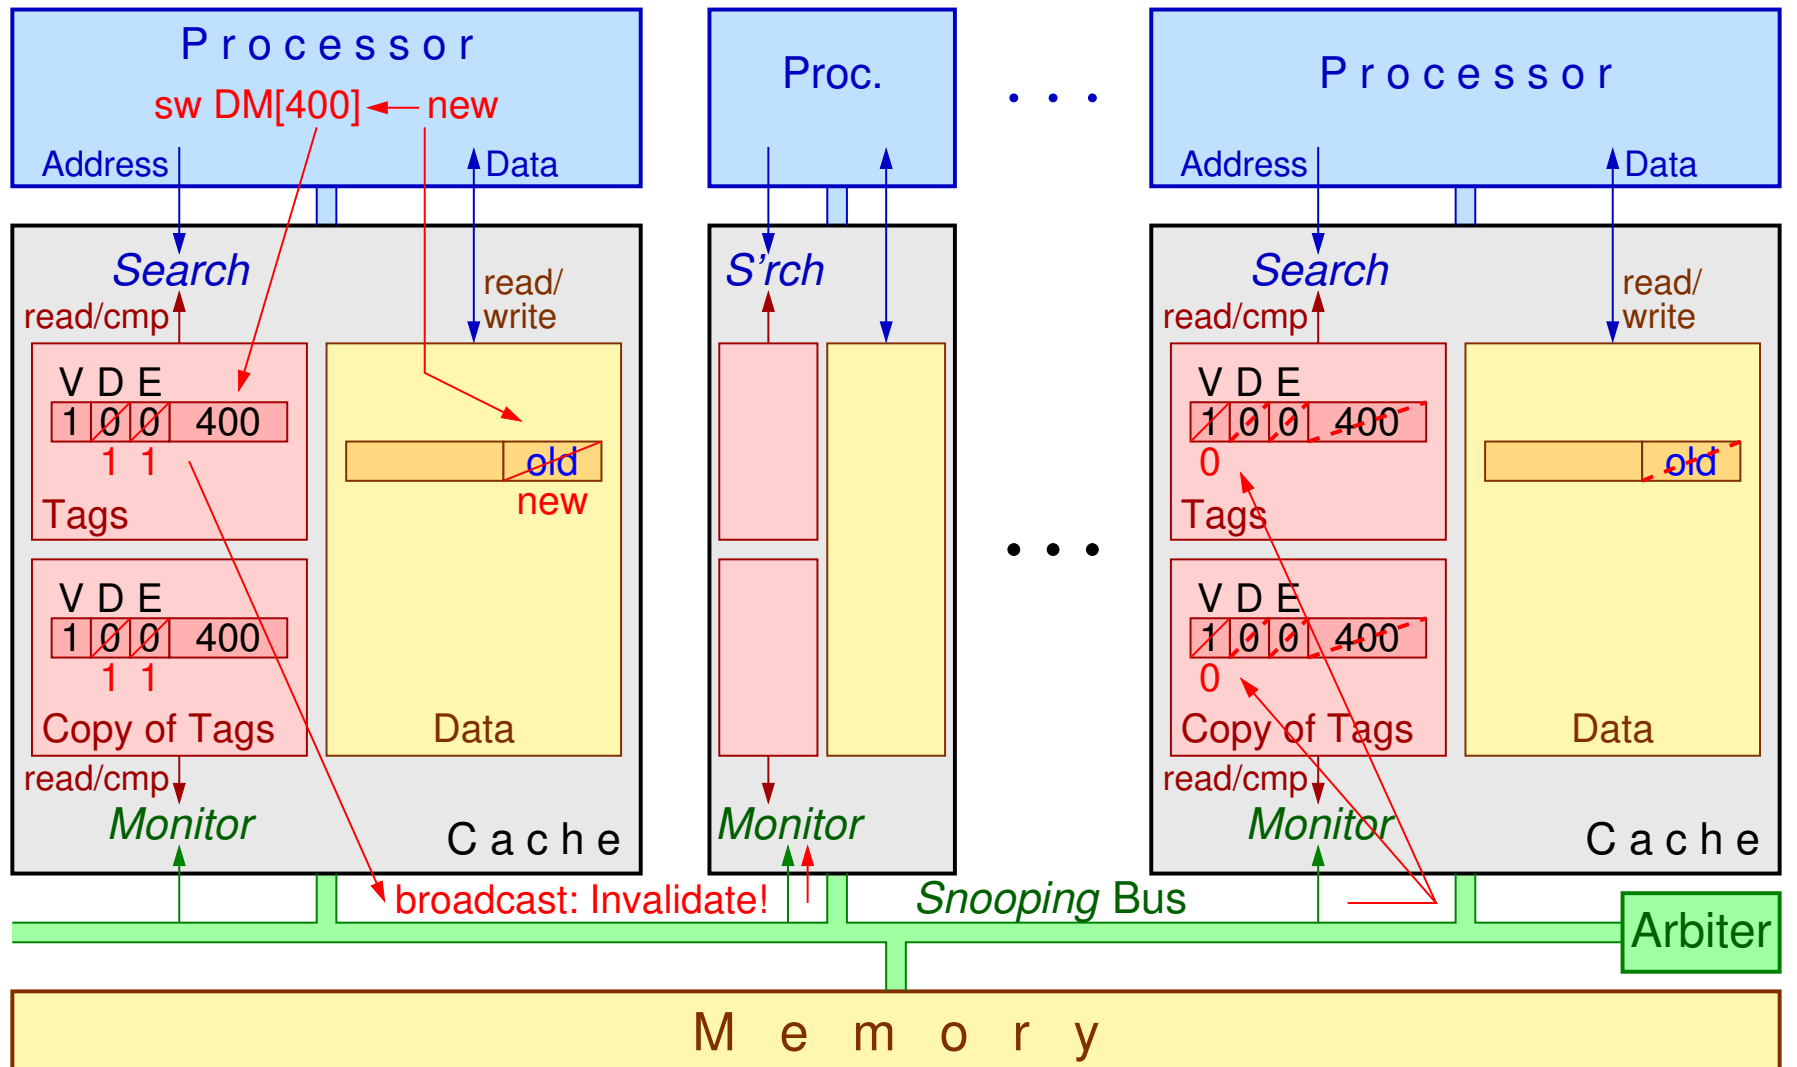 Processor
sw DM[400] new
Address
Data
Search
read/cmp
read/
write
V D E
1 0 0 400
1 1
Tags
old
new
V D E
1 0 0 400
1 1
Copy of Tags
Data
read/cmp
Monitor
Cache
Proc.
S'rch
Monitor
. . .
Processor
Address
Data
Search
read/cmp
read/
write
V D E
1 0 0 400
0
Tags
old
V D E
1 0 0 400
0
Copy of Tags
Data
read/cmp
Monitor
Cache
broadcast: Invalidate!
Snooping Bus
Arbiter
Memory